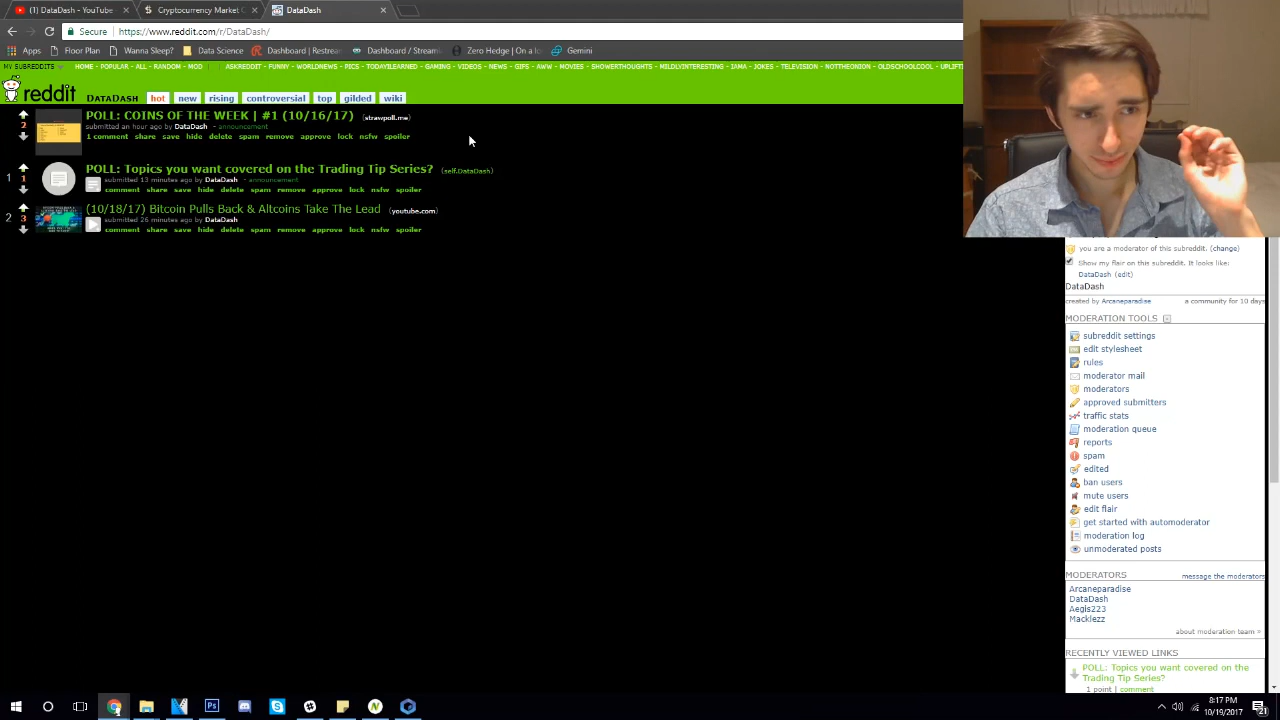 YouTube
Cryptocurrency Market Ca
DataDash
Secure https://www.reddit.com/r/DataDash/
Apps Floor Plan Wanna Sleep? Data Science Dashboard | Restrea Dashboard / Streaml Zero Hedge | On a lo Gemini
MY SUBREDDITS HOME - POPULAR - ALL - RANDOM - MOD | ASKREDDIT - FUNNY - WORLDNEWS - PICS - TODAYILEARNED - GAMING - VIDEOS - NEWS - GIFS - AWW - MOVIES - SHOWERTHOUGHTS - MILDLYINTERESTING - IAMA - JOKES - TELEVISION - NOTTHEONION - OLDSCHOOLCOOL - UPLIFTI
reddit DATADASH hot new rising controversial top gilded wiki
2
POLL: COINS OF THE WEEK | #1 (10/16/17) (strawpoll.me)
submitted an hour ago by DataDash - announcement
1 comment share save hide delete spam remove approve lock nsfw spoiler
1 1
POLL: Topics you want covered on the Trading Tip Series? (self.DataDash)
submitted 13 minutes ago by DataDash - announcement
comment share save hide delete spam remove approve lock nsfw spoiler
2 3
(10/18/17) Bitcoin Pulls Back & Altcoins Take The Lead (youtube.com)
submitted 26 minutes ago by DataDash
comment share save hide delete spam remove approve lock nsfw spoiler
you are a moderator of this subreddit. (change)
Show my flair on this subreddit. It looks like:
DataDash (edit)
DataDash
created by Arcaneparadise a community for 10 days
MODERATION TOOLS
subreddit settings
edit stylesheet
rules
moderator mail
moderators
approved submitters
traffic stats
moderation queue
reports
spam
edited
ban users
mute users
edit flair
get started with automoderator
moderation log
unmoderated posts
MODERATORS message the moderators
Arcaneparadise
DataDash
Aegis223
Macklezz
about moderation team »
RECENTLY VIEWED LINKS
POLL: Topics you want covered on the
Trading Tip Series?
1 point | comment
8:17 PM
10/19/2017